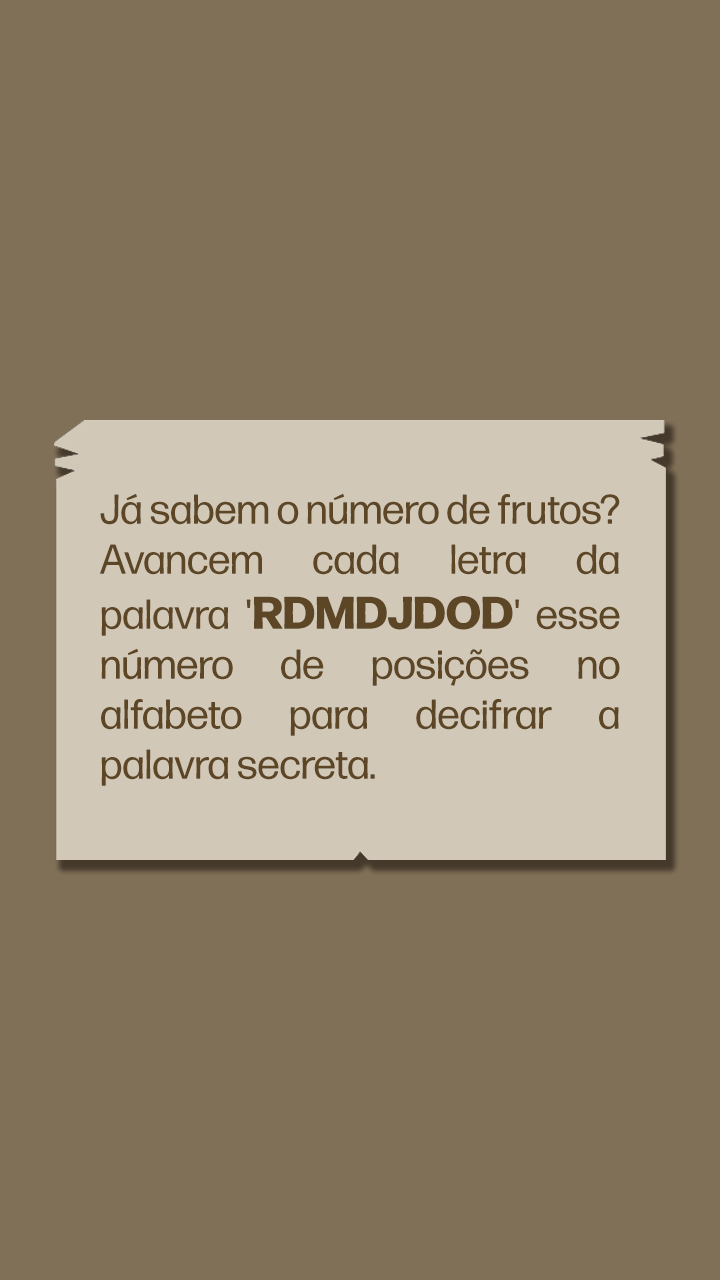 Já sabem o número de frutos?
Avancem cada letra da
palavra 'RDMDJDOD' esse
número de posições no
alfabeto para decifrar a
palavra secreta.